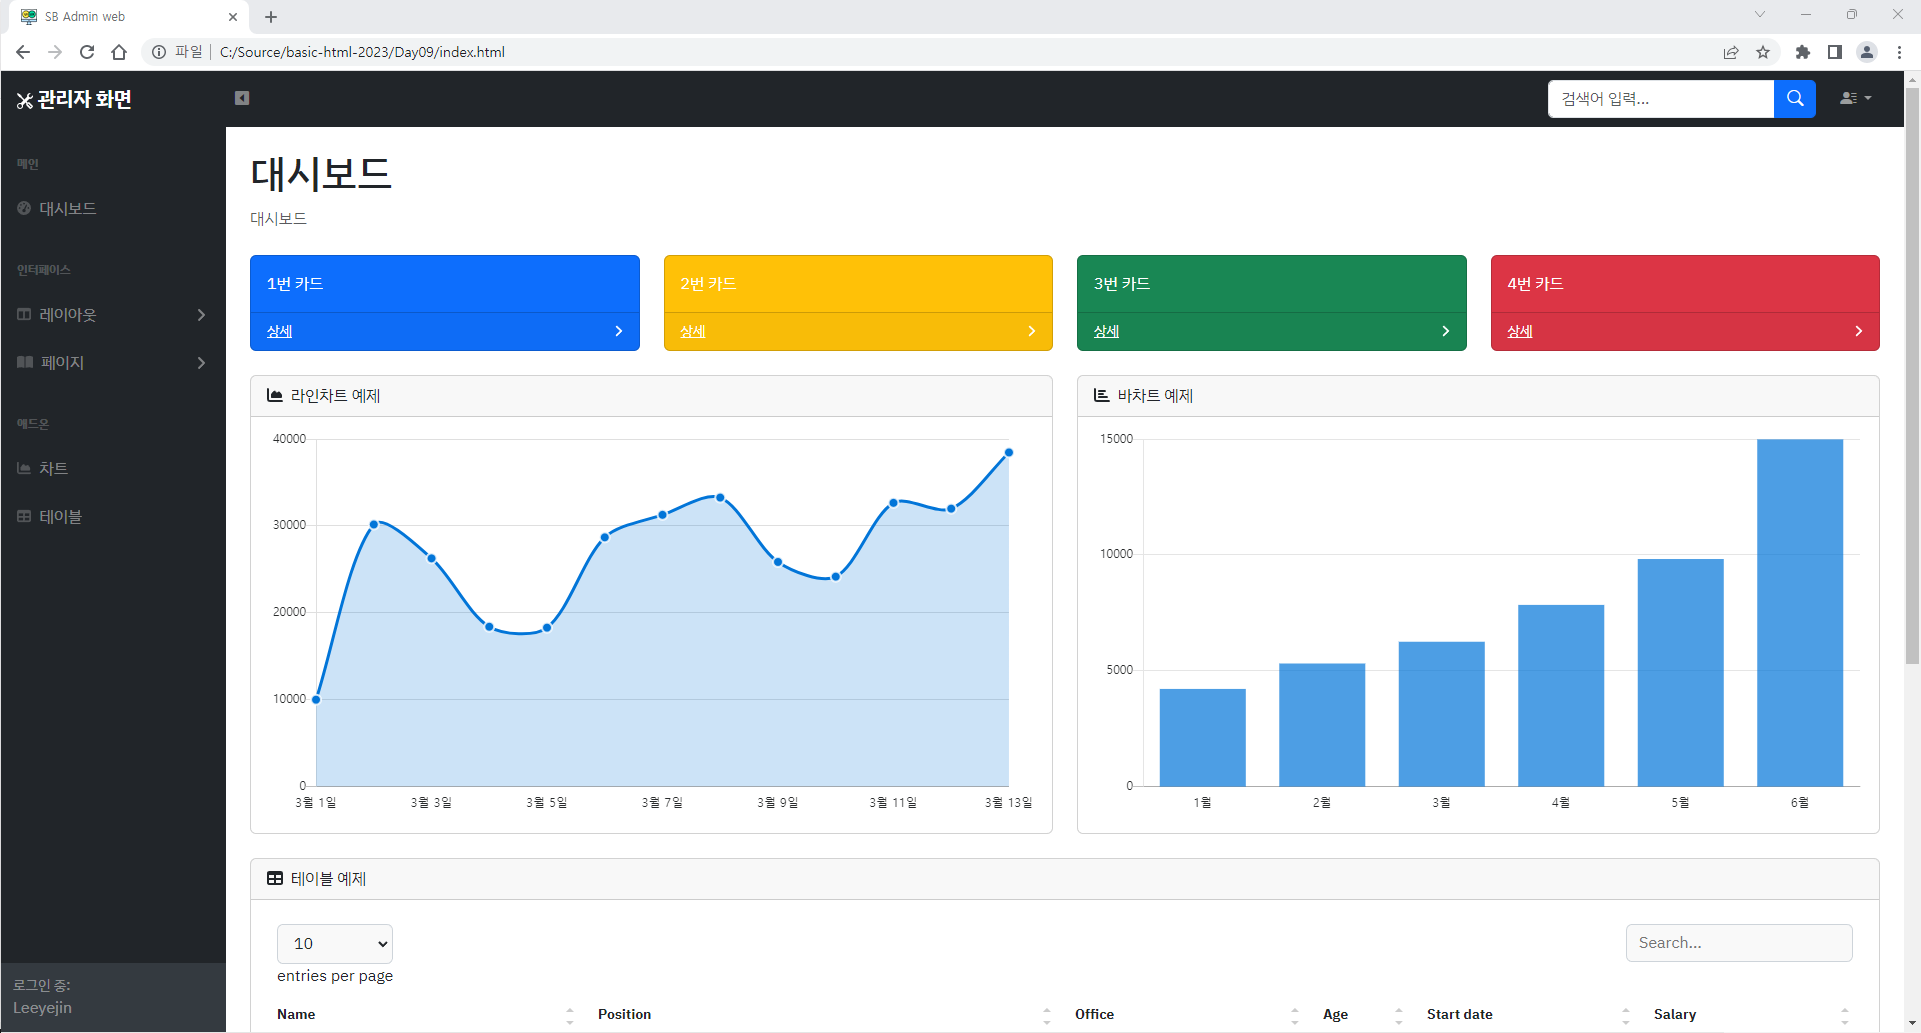 SB Admin web
파일 C:/Source/basic-html-2023/Day09/index.html
관리자 화면
검색어 입력...
메인
대시보드
인터페이스
레이아웃
페이지
애드온
차트
테이블
로그인 중:
Leeyejin
대시보드
대시보드
1번 카드
상세
2번 카드
상세
3번 카드
상세
4번 카드
상세
라인차트 예제
40000
30000
20000
10000
0
3월 1일 3월 3일 3월 5일 3월 7일 3월 9일 3월 11일 3월 13일
바차트 예제
15000
10000
5000
0
1월 2월 3월 4월 5월 6월
테이블 예제
10
entries per page
Search...
Name Position Office Age Start date Salary